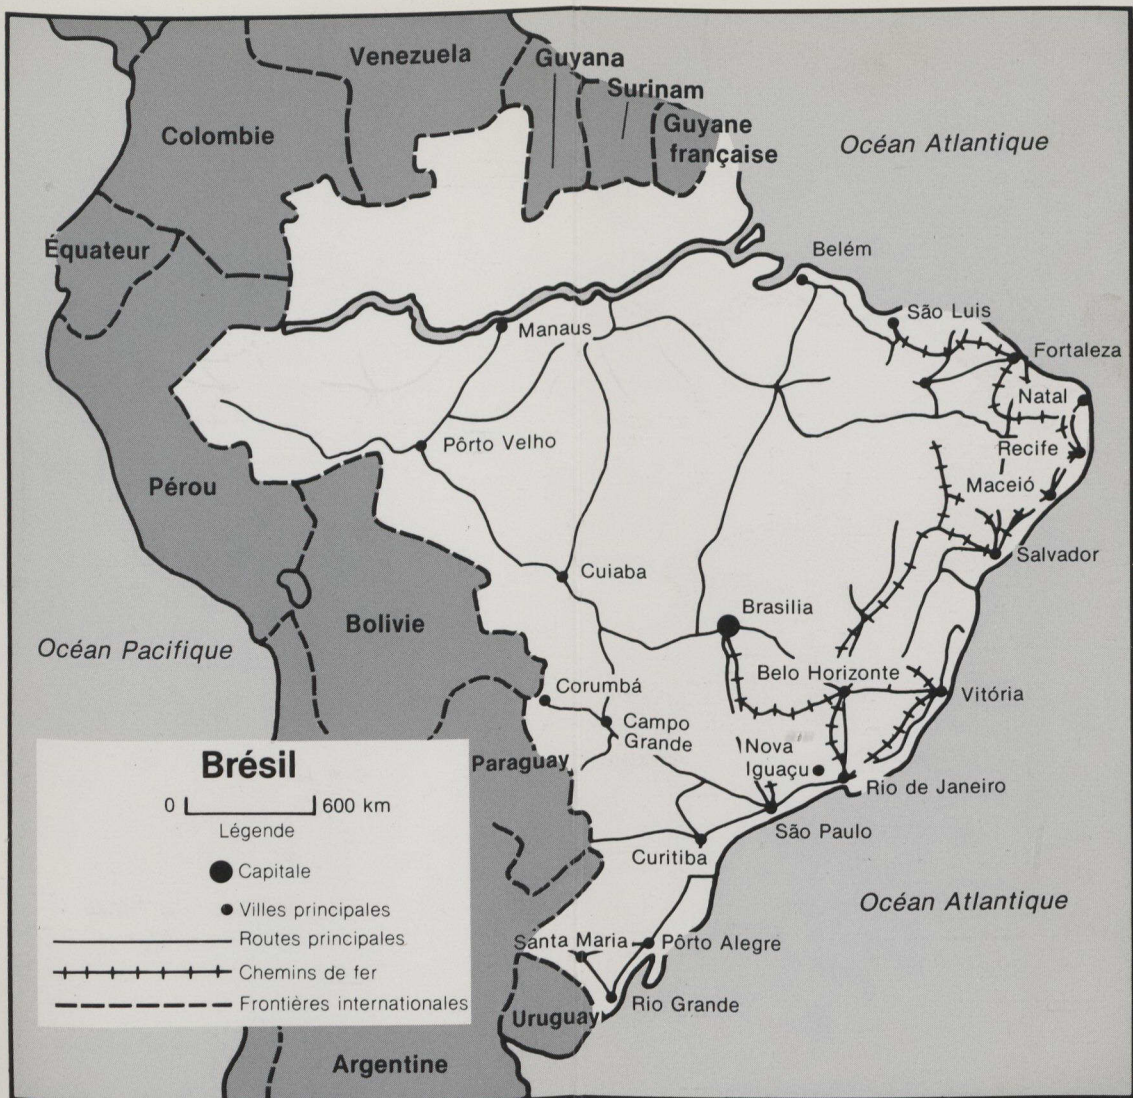 Venezuela
Guyana
Surinam
Guyane
française
Colombie
Océan Atlantique
Équateur
Belém
São Luis
Manaus
Fortaleza
Natal
Pôrto Velho
Recife
Pérou
Maceió
Salvador
Cuiaba
Brasilia
Bolivie
Océan Pacifique
Belo Horizonte
Corumbá
Vitória
Campo
Grande
Nova
Iguaçu
Paraguay
Rio de Janeiro
São Paulo
Curitiba
Océan Atlantique
Santa Maria
Pôrto Alegre
Rio Grande
Uruguay
Argentine
Brésil
0 600 km
Légende
Capitale
Villes principales
Routes principales
Chemins de fer
Frontières internationales